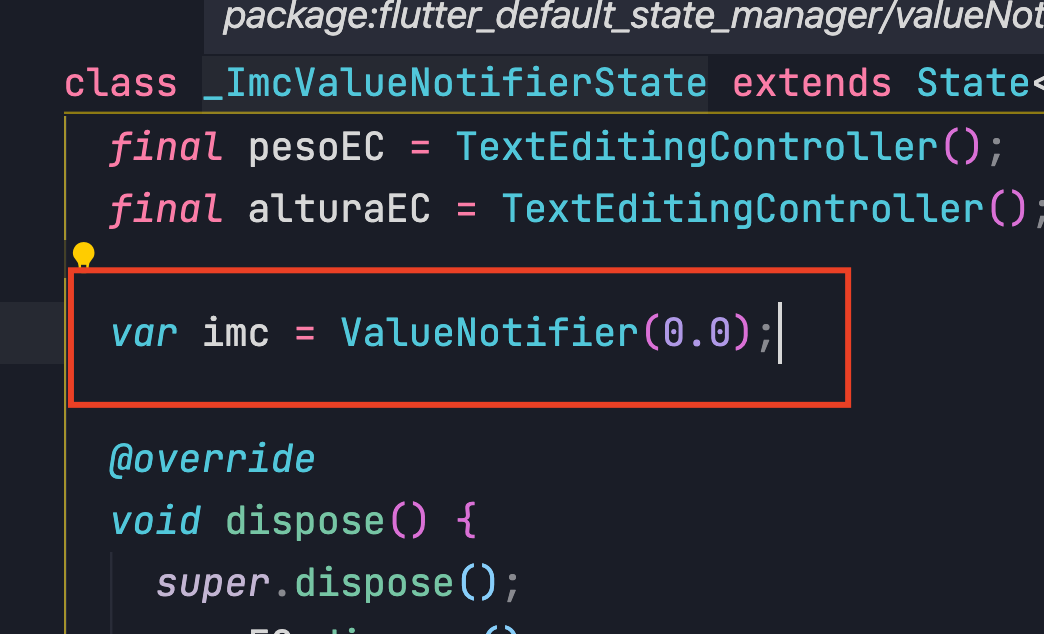 package:flutter_default_state_manager/valueNot
class _ImcValueNotifierState extends State<
final pesoEC = TextEditingController();
final alturaEC = TextEditingController();
var imc = ValueNotifier(0.0);
@override
void dispose() {
super.dispose();